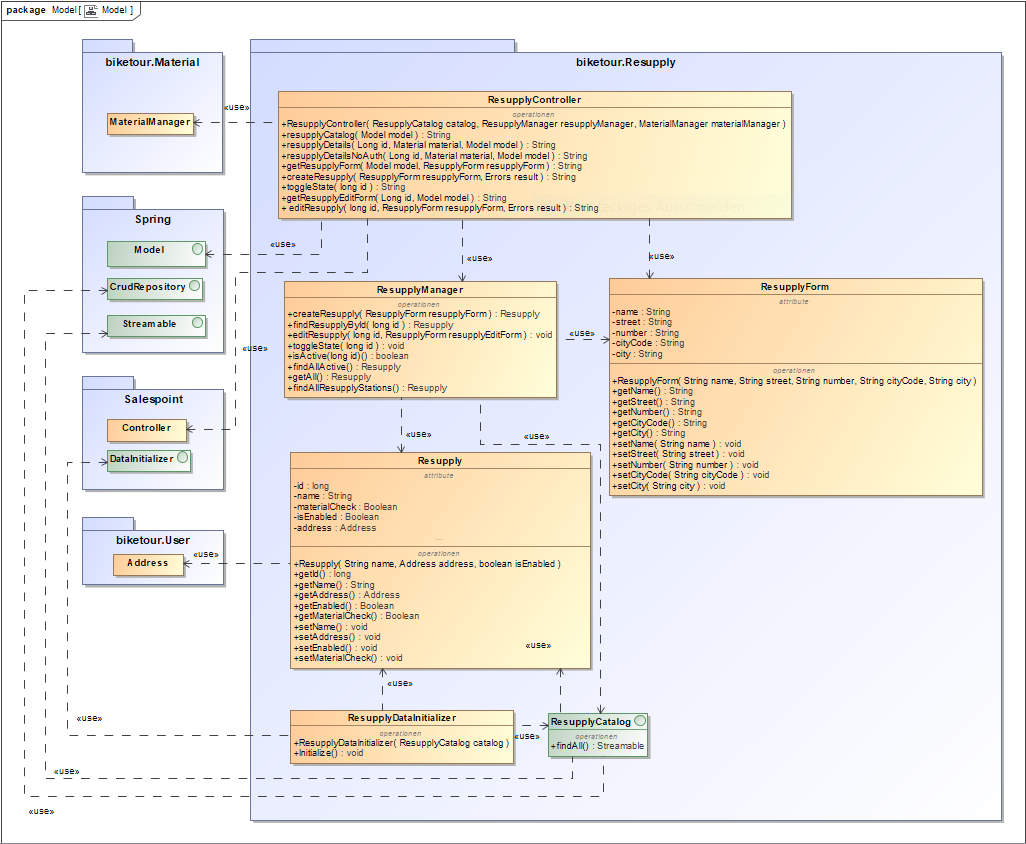 package Model [ Model ]
biketour.Material
MaterialManager
«use»
Spring
Model
CrudRepository
Streamable
«use»
«use»
Salespoint
Controller
DataInitializer
biketour.User
Address
«use»
biketour.Resupply
ResupplyController
operationen
+ResupplyController( ResupplyCatalog catalog, ResupplyManager resupplyManager, MaterialManager materialManager )
+resupplyCatalog( Model model ) : String
+resupplyDetails( Long id, Material material, Model model ) : String
+resupplyDetailsNoAuth( Long id, Material material, Model model ) : String
+getResupplyForm( Model model, ResupplyForm resupplyForm ) : String
+createResupply( ResupplyForm resupplyForm, Errors result ) : String
+toggleState( long id ) : String
+getResupplyEditForm( Long id, Model model ) : String
+ editResupply( long id, ResupplyForm resupplyForm, Errors result ) : String
«use»
«use»
ResupplyManager
operationen
+createResupply( ResupplyForm resupplyForm ) : Resupply
+findResupplyById( long id ) : Resupply
+editResupply( long id, ResupplyForm resupplyEditForm ) : void
+toggleState( long id ) : void
+isActive(long id)() : boolean
+findAllActive() : Resupply
+getAll() : Resupply
+findAllResupplyStations() : Resupply
«use»
ResupplyForm
attribute
-name : String
-street : String
-number : String
-cityCode : String
-city : String
operationen
+ResupplyForm( String name, String street, String number, String cityCode, String city )
+getName() : String
+getStreet() : String
+getNumber() : String
+getCityCode() : String
+getCity() : String
+setName( String name ) : void
+setStreet( String street ) : void
+setNumber( String number ) : void
+setCityCode( String cityCode ) : void
+setCity( String city ) : void
«use»
«use»
Resupply
attribute
-id : long
-name : String
-materialCheck : Boolean
-isEnabled : Boolean
-address : Address
...
operationen
+Resupply( String name, Address address, boolean isEnabled )
+getId() : long
+getName() : String
+getAddress() : Address
+getEnabled() : Boolean
+getMaterialCheck() : Boolean
+setName() : void
+setAddress() : void
+setEnabled() : void
+setMaterialCheck() : void
«use»
«use»
ResupplyDataInitializer
operationen
+ResupplyDataInitializer( ResupplyCatalog catalog )
+Initialize() : void
«use»
ResupplyCatalog
operationen
+findAll() : Streamable
«use»
«use»
«use»